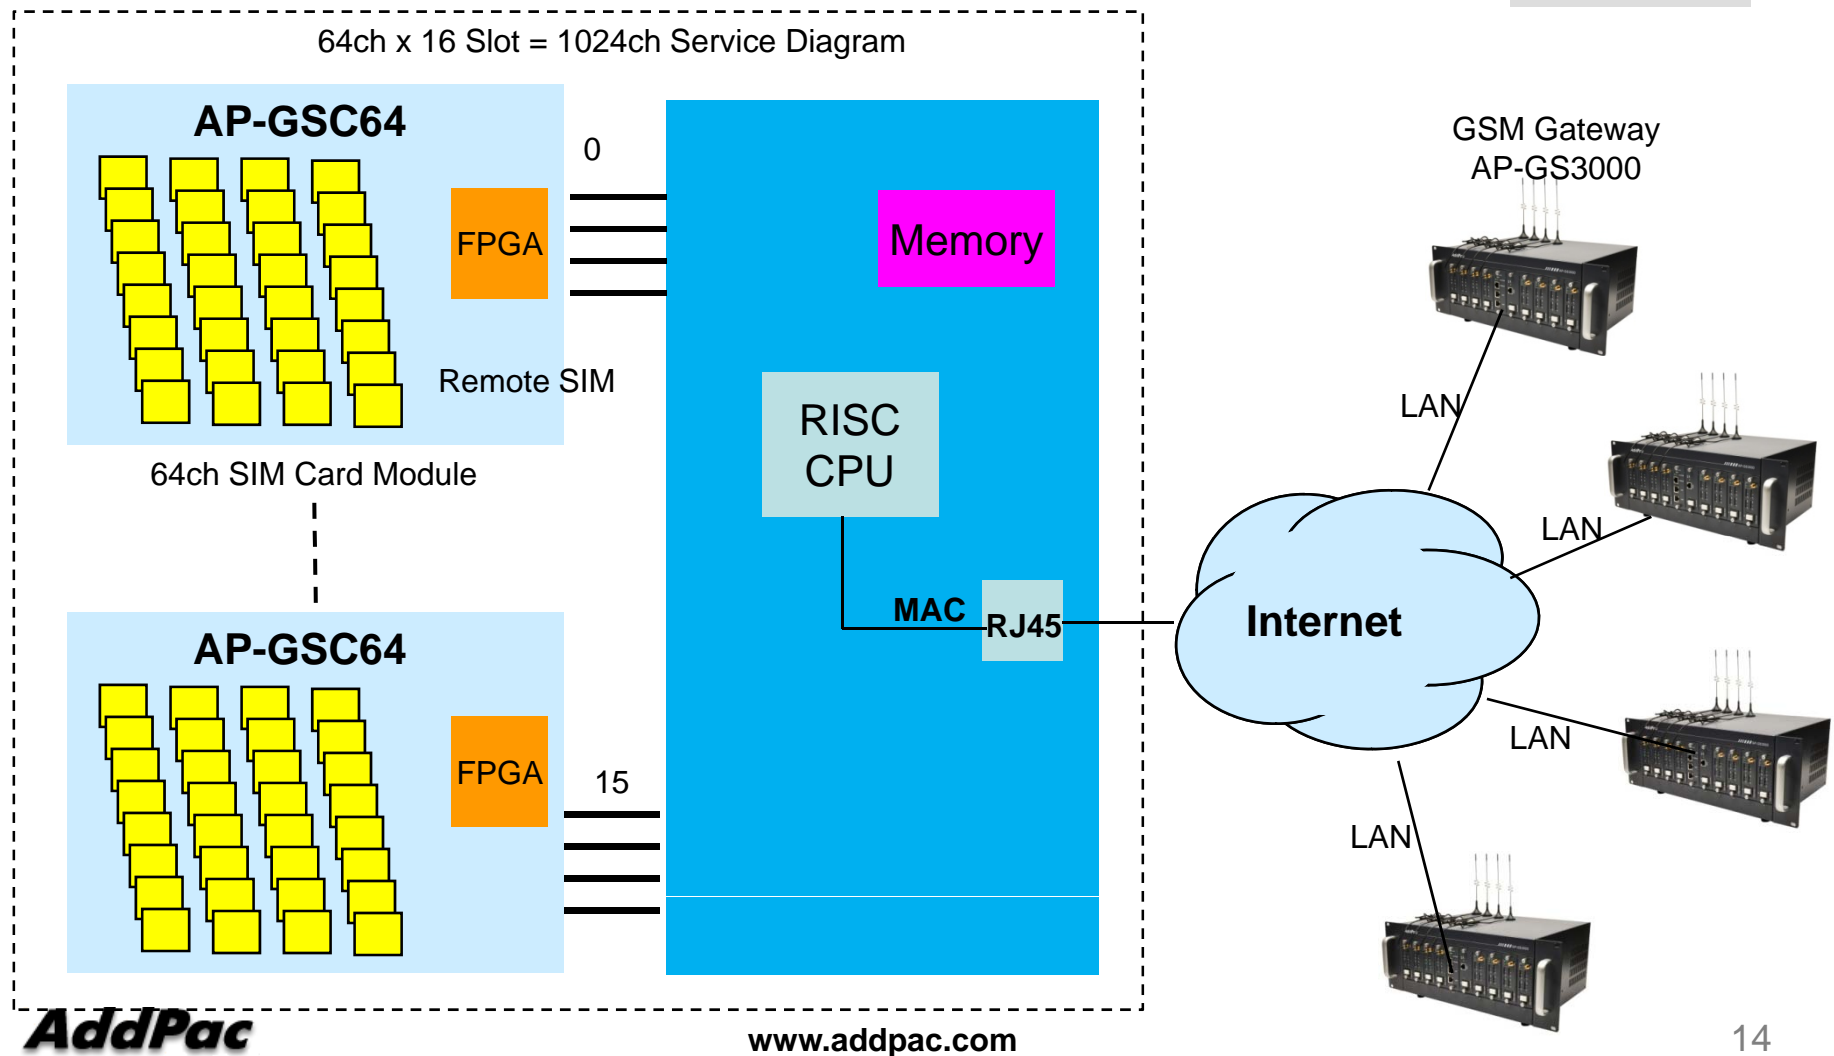 64ch x 16 Slot = 1024ch Service Diagram
AP-GSC64
0
FPGA
Remote SIM
64ch SIM Card Module
Memory
RISC
CPU
MAC
RJ45
AP-GSC64
15
FPGA
Internet
GSM Gateway
AP-GS3000
LAN
LAN
LAN
LAN
AddPac
www.addpac.com
14